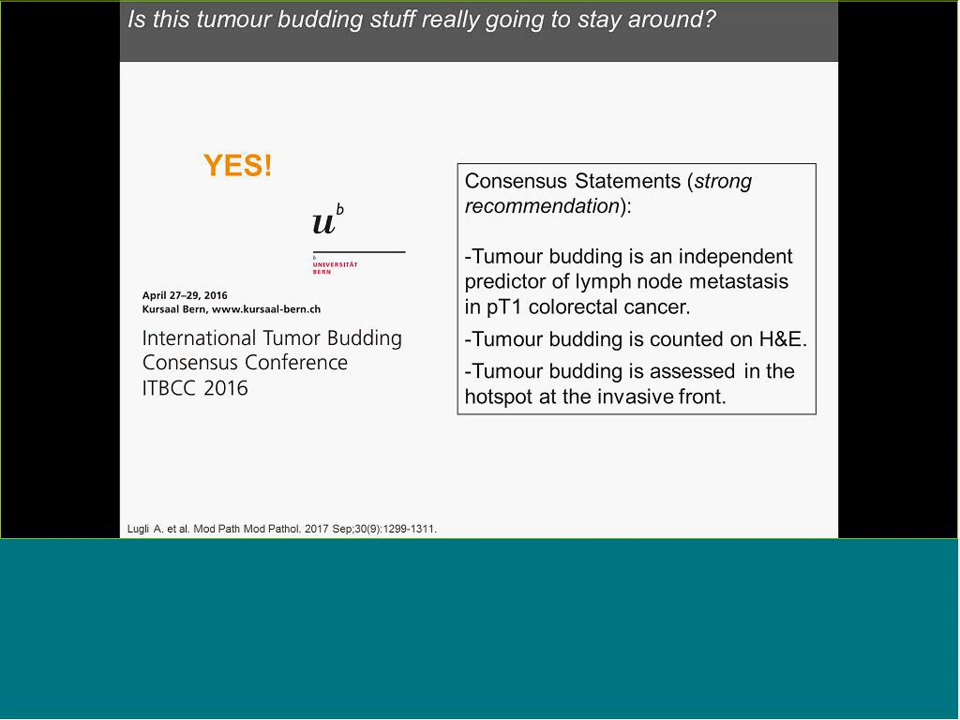 Is this tumour budding stuff really going to stay around?
YES!
u b
b
UNIVERSITÄT
BERN
April 27–29, 2016
Kursaal Bern, www.kursaal-bern.ch
International Tumor Budding
Consensus Conference
ITBCC 2016
Consensus Statements (strong
recommendation):
-Tumour budding is an independent
predictor of lymph node metastasis
in pT1 colorectal cancer.
-Tumour budding is counted on H&E.
-Tumour budding is assessed in the
hotspot at the invasive front.
Lugli A. et al. Mod Path Mod Pathol. 2017 Sep;30(9):1299-1311.